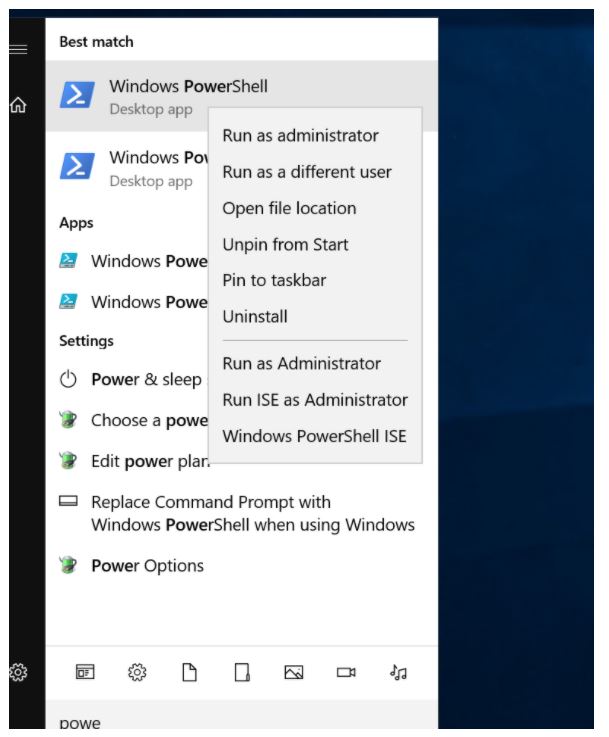 Best match
Windows PowerShell
Desktop app
Run as administrator
Run as a different user
Open file location
Unpin from Start
Pin to taskbar
Uninstall
Run as Administrator
Run ISE as Administrator
Windows PowerShell ISE
Windows Pow
Desktop app
Apps
Windows Powe
Windows Powe
Settings
Power & sleep
Choose a powe
Edit power plan
Replace Command Prompt with
Windows PowerShell when using Windows
Power Options
powe